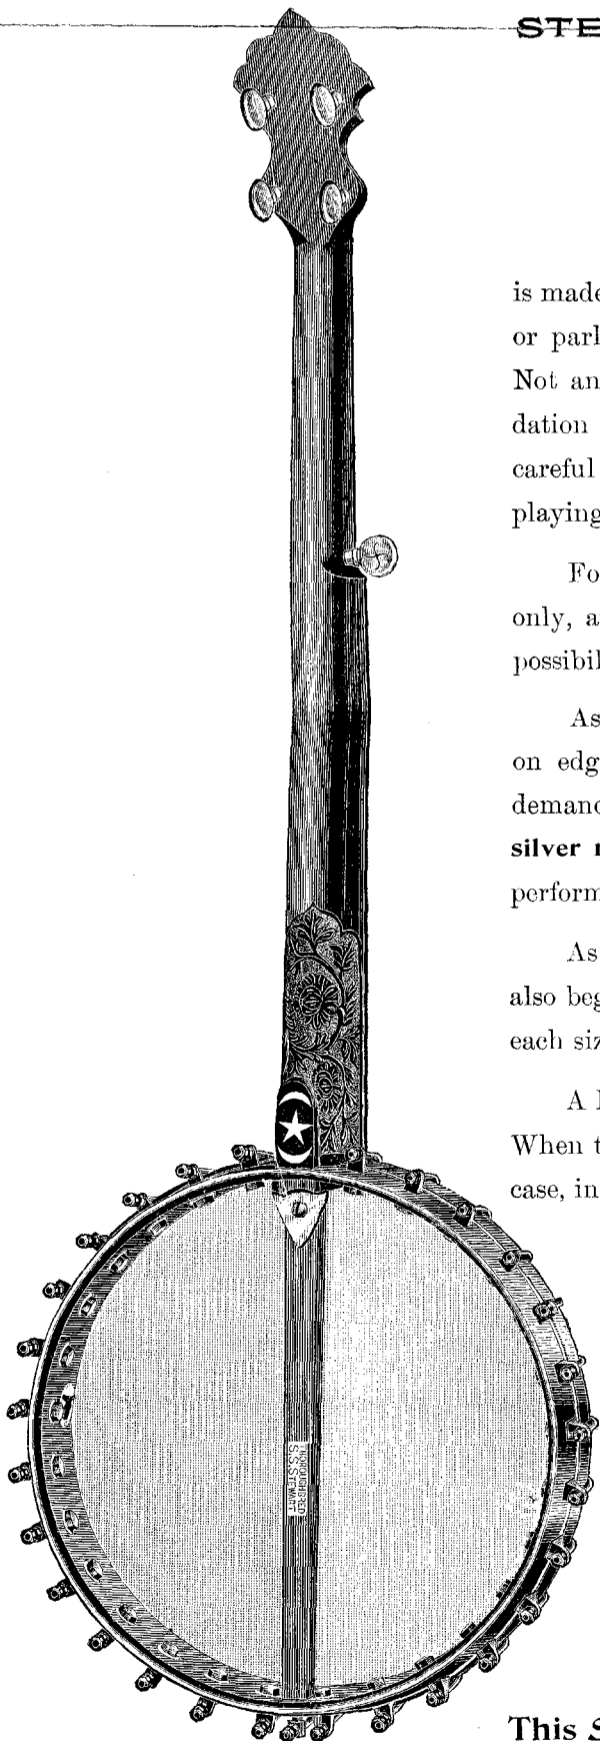 STE
is made
or parl
Not an
dation
careful
playing
Fo
only, a
possibil
As
on edg
demand
silver r
perform
As
also beg
each siz
A
When t
case, in
THOROUGHBRED
S.S.STEWART
This S